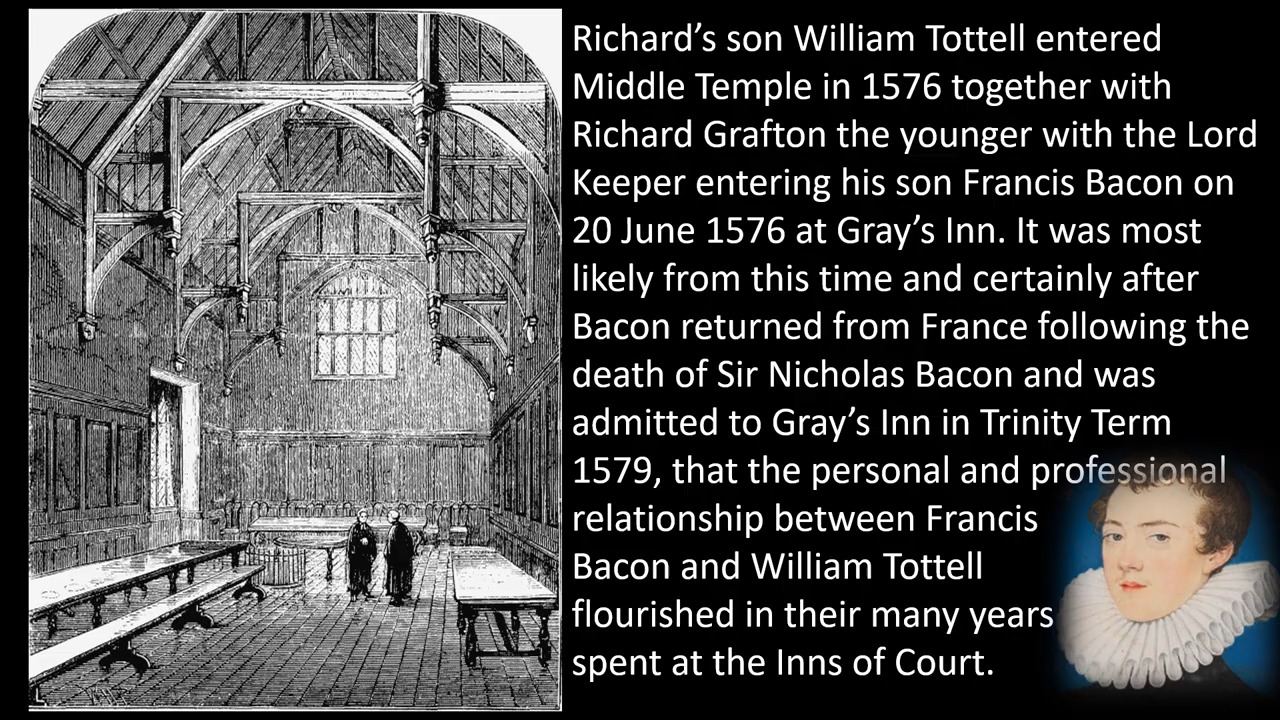 Richard’s son William Tottell entered
Middle Temple in 1576 together with
Richard Grafton the younger with the Lord
Keeper entering his son Francis Bacon on
20 June 1576 at Gray’s Inn. It was most
likely from this time and certainly after
Bacon returned from France following the
death of Sir Nicholas Bacon and was
admitted to Gray’s Inn in Trinity Term
1579, that the personal and professional
relationship between Francis
Bacon and William Tottell
flourished in their many years
spent at the Inns of Court.